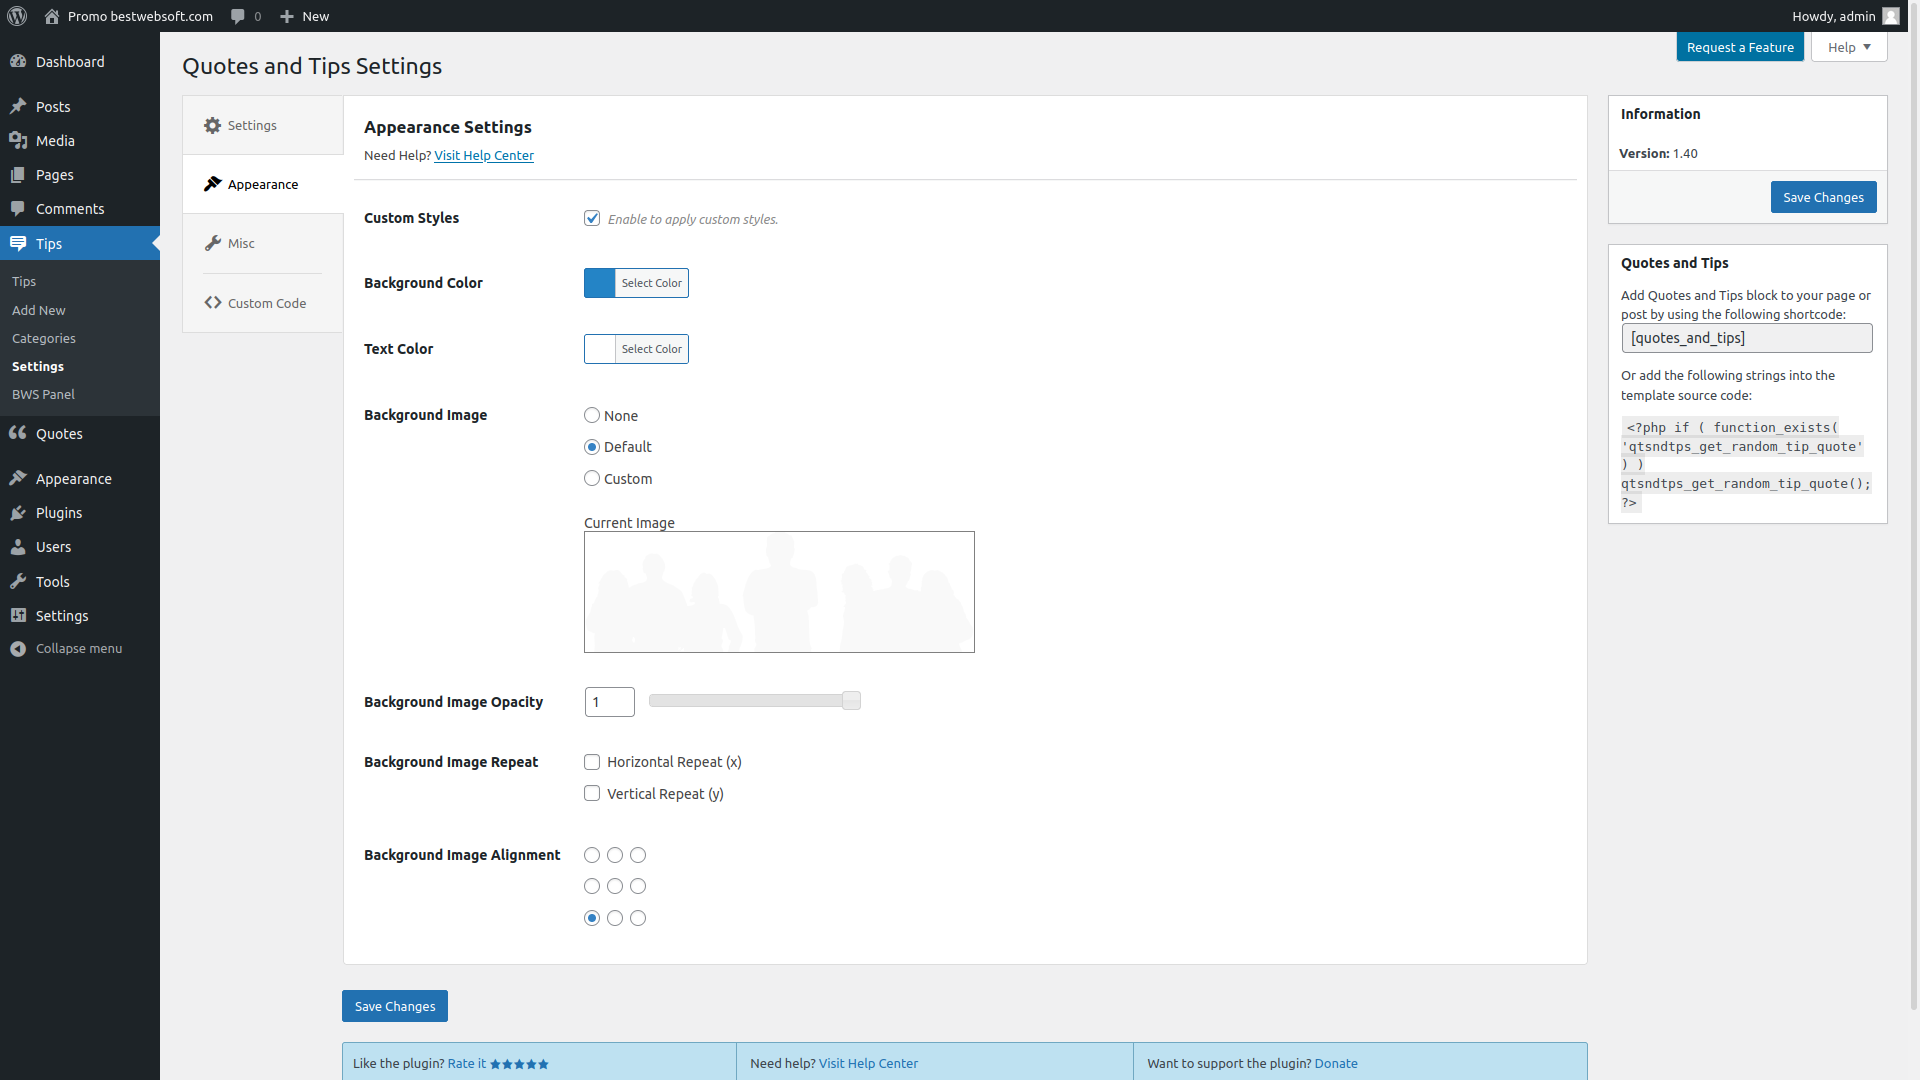 Promo bestwebsoft.com
0
New
Howdy, admin
Dashboard
Posts
Media
Pages
Comments
Tips
Tips
Add New
Categories
Settings
BWS Panel
Quotes
Appearance
Plugins
Users
Tools
Settings
Collapse menu
Quotes and Tips Settings
Request a Feature
Help
Settings
Appearance
Misc
Custom Code
Appearance Settings
Need Help? Visit Help Center
Custom Styles
Enable to apply custom styles.
Background Color
Select Color
Text Color
Select Color
Background Image
None
Default
Custom
Current Image
Background Image Opacity
1
Background Image Repeat
Horizontal Repeat (x)
Vertical Repeat (y)
Background Image Alignment
Save Changes
Like the plugin? Rate it
Need help? Visit Help Center
Want to support the plugin? Donate
Information
Version: 1.40
Save Changes
Quotes and Tips
Add Quotes and Tips block to your page or
post by using the following shortcode:
[quotes_and_tips]
Or add the following strings into the
template source code:
<?php if ( function_exists(
'qtsndtps_get_random_tip_quote'
) )
qtsndtps_get_random_tip_quote();
?>